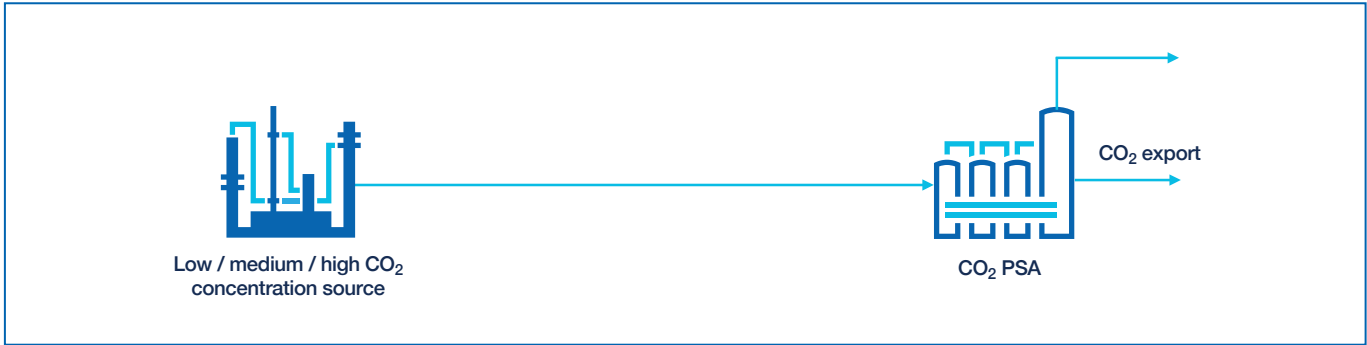 CO₂ export
Low / medium / high CO₂
concentration source
CO₂ PSA